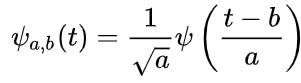 ψ_{a,b}(t) = \frac{1}{\sqrt{a}} ψ \left( \frac{t - b}{a} \right)